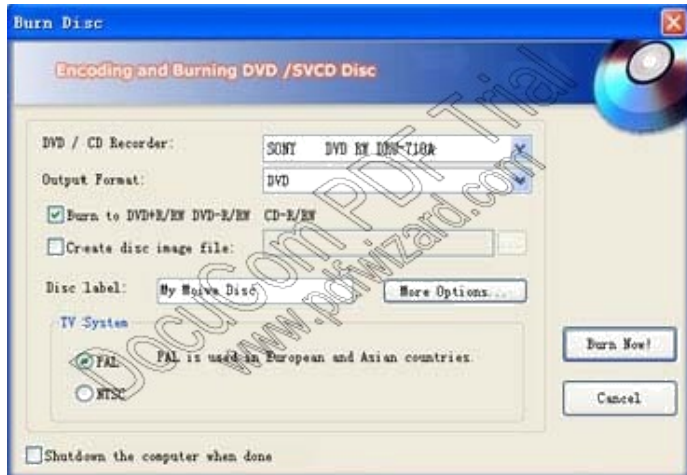 Burn Disc
Encoding and Burning DVD /SVCD Disc
DVD / CD Recorder:
SONY DVD RW DRU-710A
Output Format:
DVD
Burn to DVD+R/RW DVD-R/RW CD-R/RW
Create disc image file:
Disc label:
My Moive Disc
More Options...
TV System
PAL
PAL is used in European and Asian countries.
NTSC
Burn Now!
Cancel
Shutdown the computer when done
DocuCom PDF Trial
www.pdfwizard.com